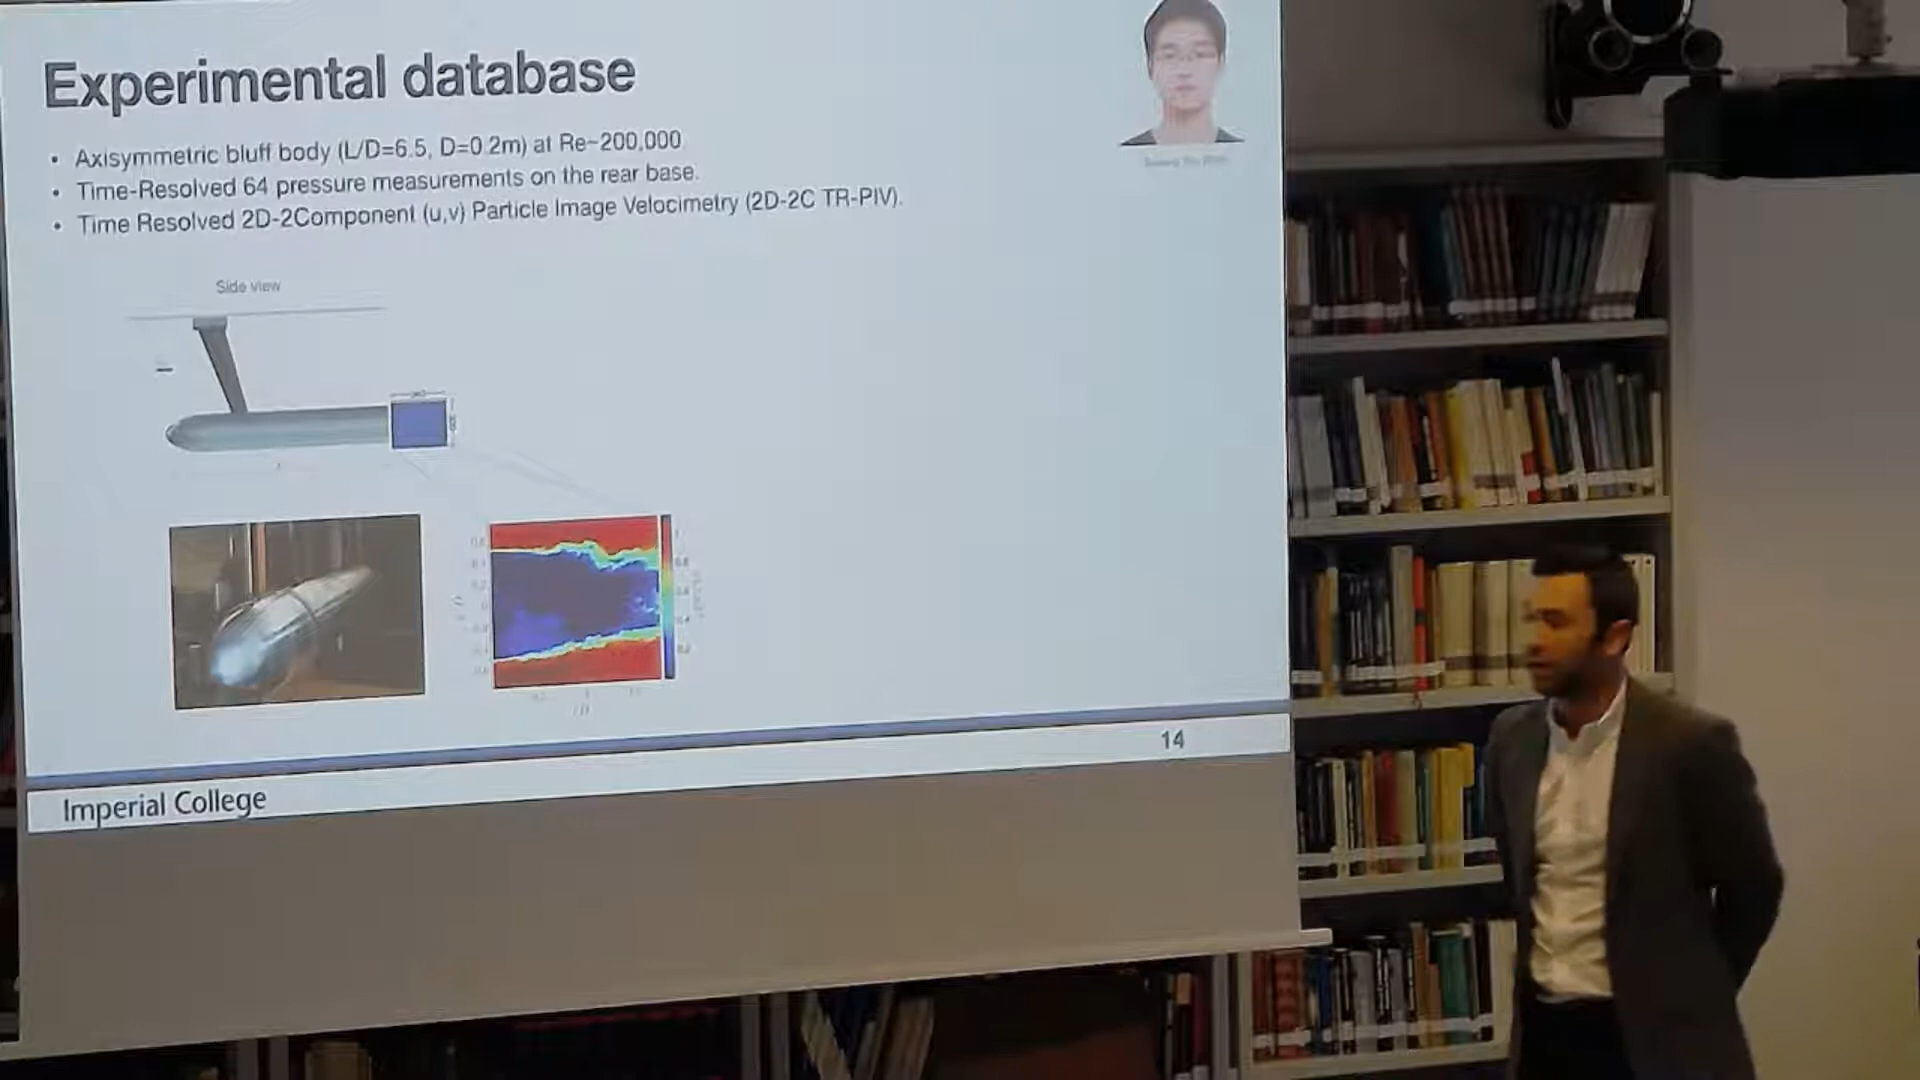 Experimental database
• Axisymmetric bluff body (L/D=6.5, D=0.2m) at Re~200,000.
• Time-Resolved 64 pressure measurements on the rear base.
• Time Resolved 2D-2Component (u,v) Particle Image Velocimetry (2D-2C TR-PIV).
Side view
14
Imperial College